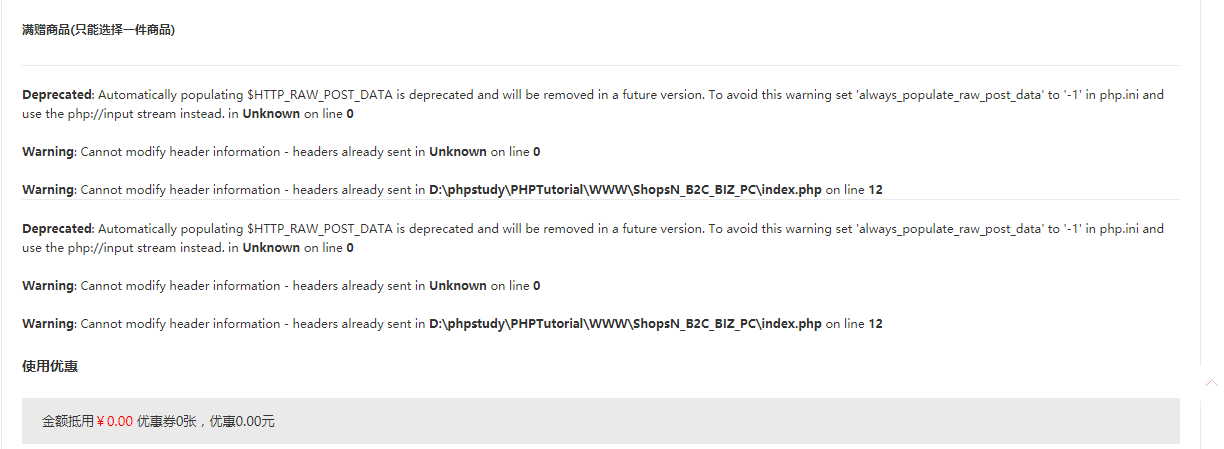 满赠商品(只能选择一件商品)
Deprecated: Automatically populating $HTTP_RAW_POST_DATA is deprecated and will be removed in a future version. To avoid this warning set 'always_populate_raw_post_data' to '-1' in php.ini and
use the php://input stream instead. in Unknown on line 0
Warning: Cannot modify header information - headers already sent in Unknown on line 0
Warning: Cannot modify header information - headers already sent in D:\phpstudy\PHPTutorial\WWW\ShopsN_B2C_BIZ_PC\index.php on line 12
Deprecated: Automatically populating $HTTP_RAW_POST_DATA is deprecated and will be removed in a future version. To avoid this warning set 'always_populate_raw_post_data' to '-1' in php.ini and
use the php://input stream instead. in Unknown on line 0
Warning: Cannot modify header information - headers already sent in Unknown on line 0
Warning: Cannot modify header information - headers already sent in D:\phpstudy\PHPTutorial\WWW\ShopsN_B2C_BIZ_PC\index.php on line 12
使用优惠
金额抵用￥0.00 优惠券0张，优惠0.00元